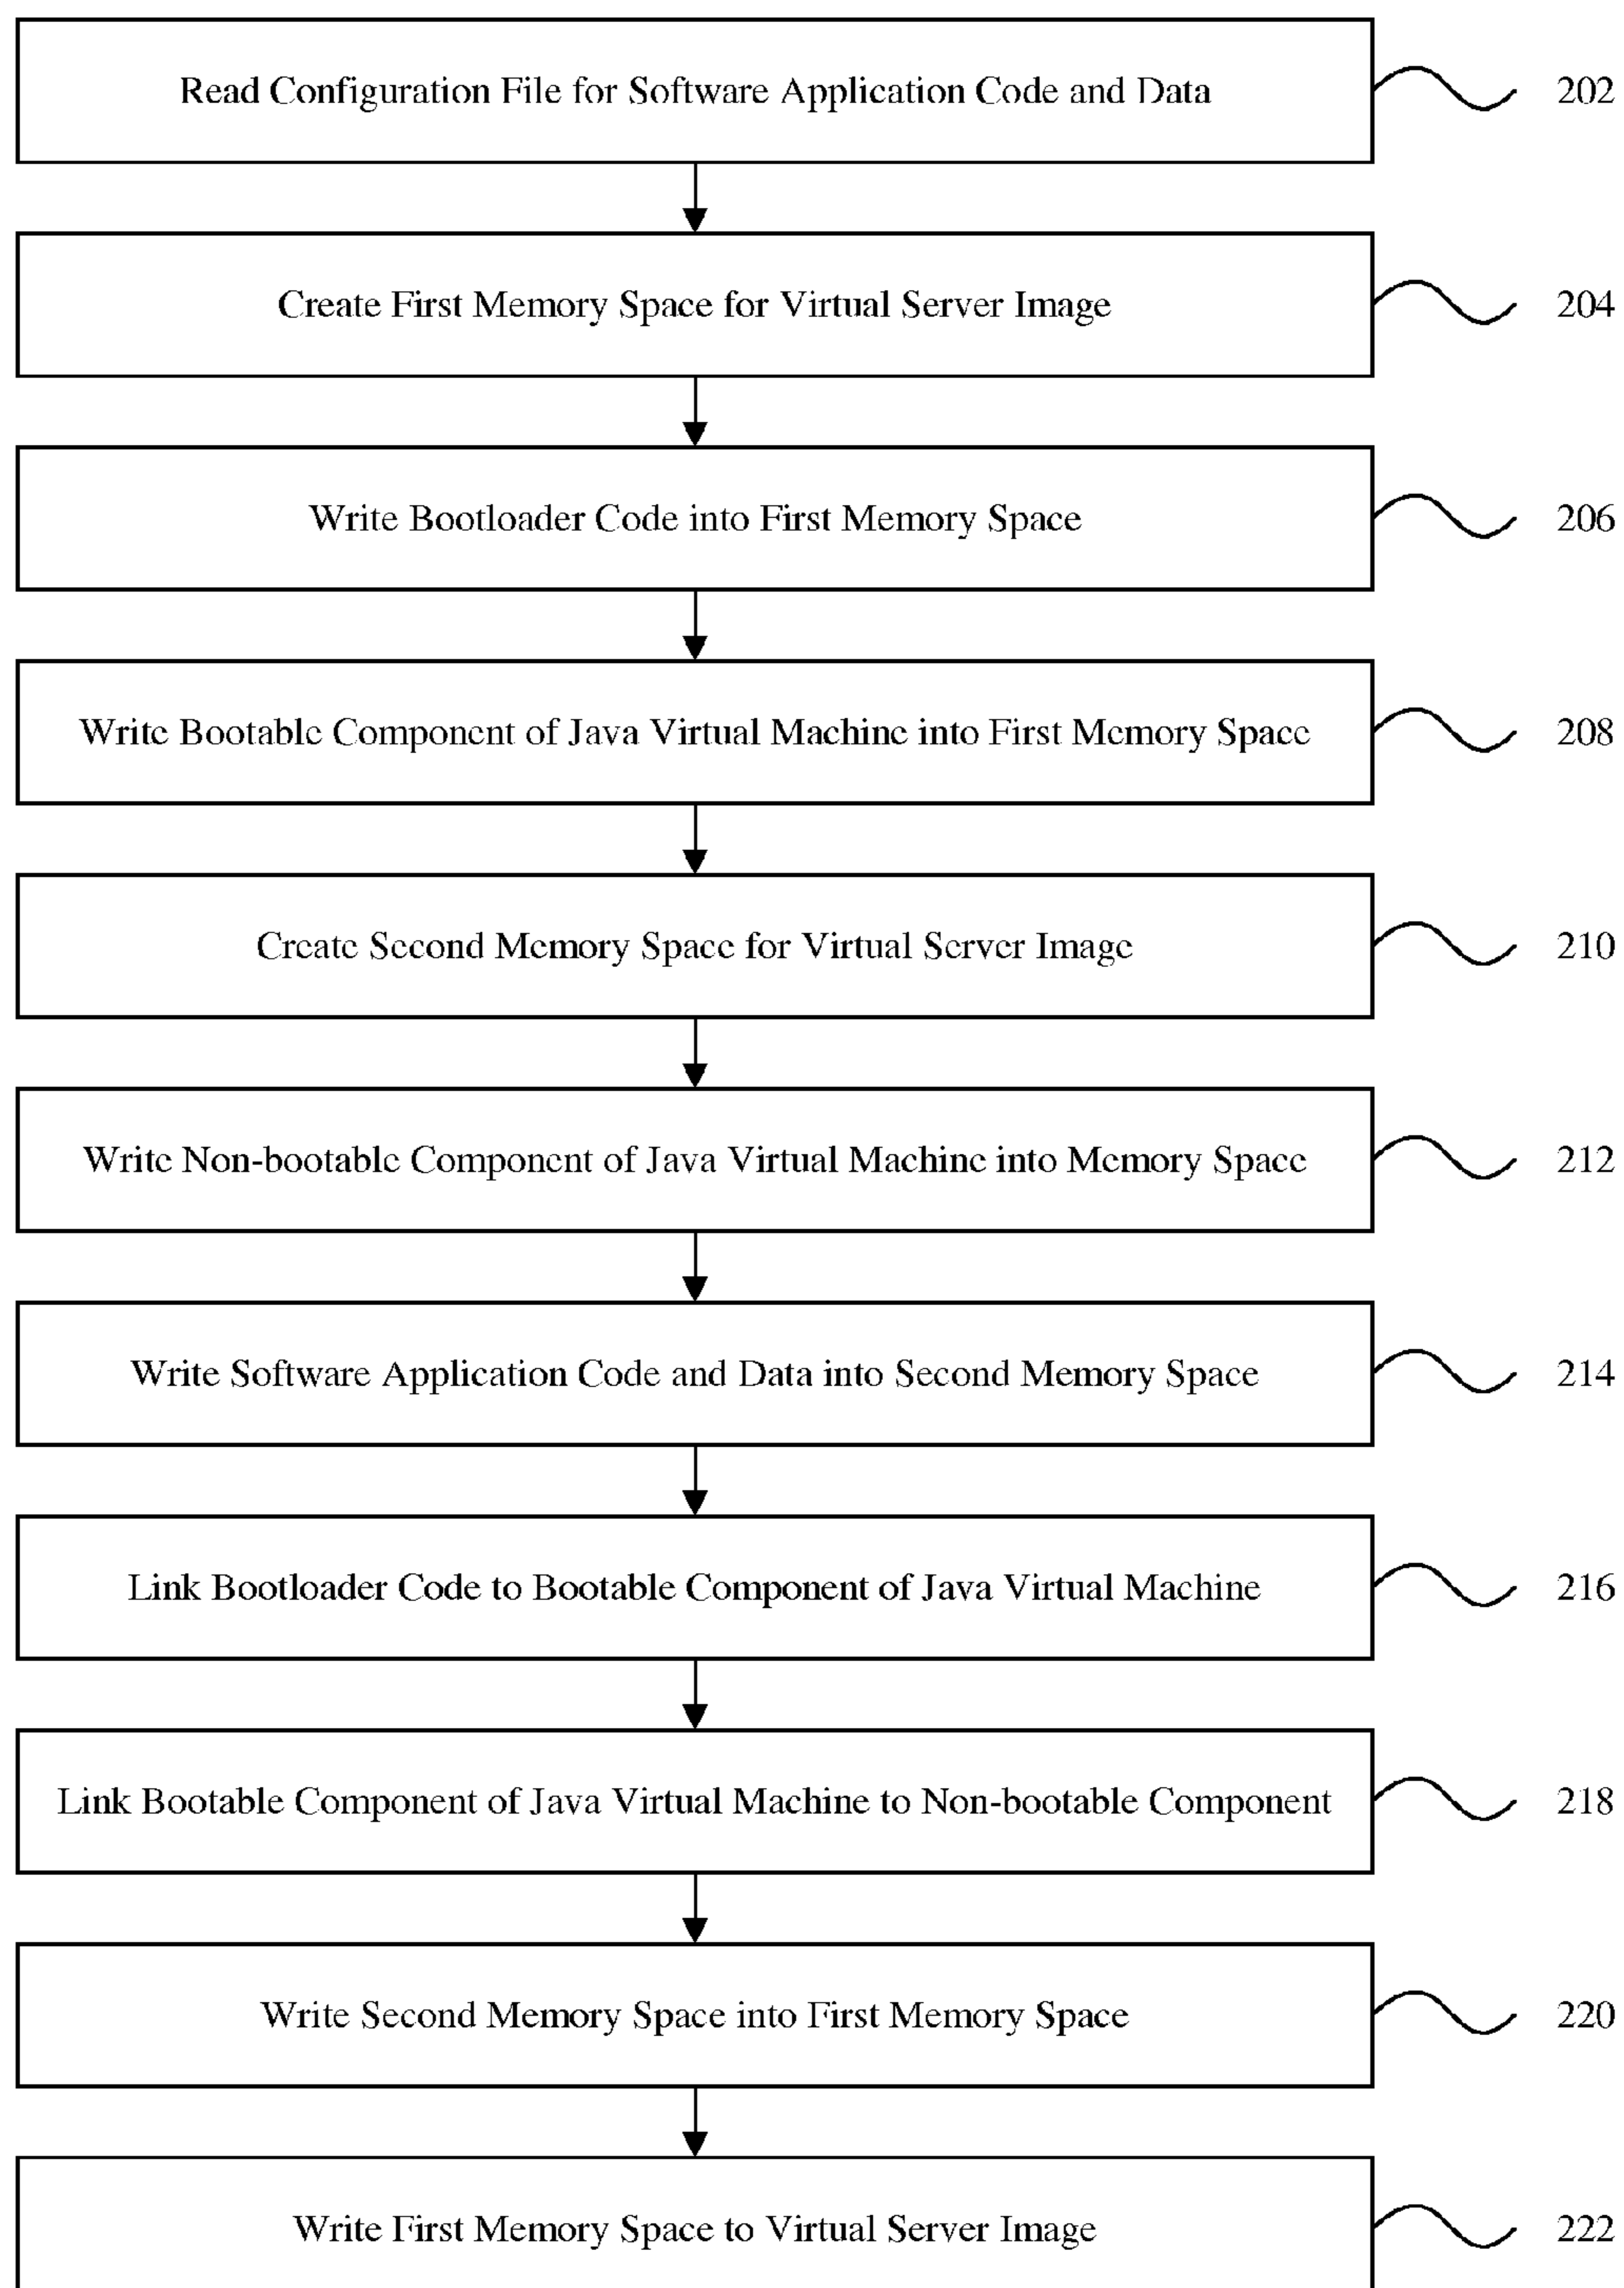 Read Configuration File for Software Application Code and Data 202
Create First Memory Space for Virtual Server Image 204
Write Bootloader Code into First Memory Space 206
Write Bootable Component of Java Virtual Machine into First Memory Space 208
Create Second Memory Space for Virtual Server Image 210
Write Non-bootable Component of Java Virtual Machine into Memory Space 212
Write Software Application Code and Data into Second Memory Space 214
Link Bootloader Code to Bootable Component of Java Virtual Machine 216
Link Bootable Component of Java Virtual Machine to Non-bootable Component 218
Write Second Memory Space into First Memory Space 220
Write First Memory Space to Virtual Server Image 222